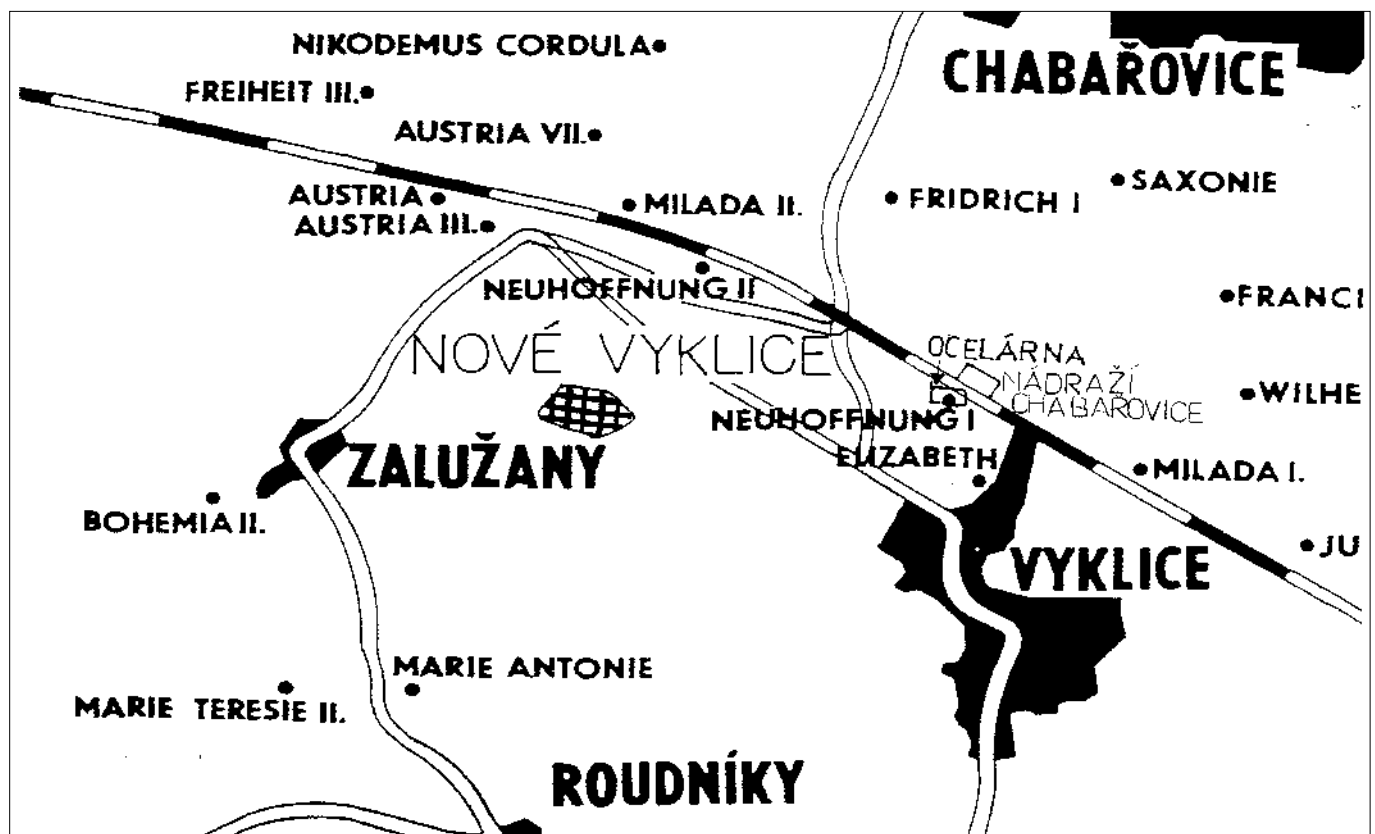 NIKODEMUS CORDULA
CHABAŘOVICE
FREIHEIT III.
AUSTRIA VII.
SAXONIE
AUSTRIA
MILADA II.
FRIDRICH I
AUSTRIA III.
NEUHOFFNUNG II
FRANCI
NOVÉ VYKLICE
OCELÁRNA
NÁDRAŽÍ
CHABAŘOVICE
WILHE
NEUHOFFNUNG I
ZALUŽANY
ELIZABETH
MILADA I.
BOHEMIA II.
JU
VYKLICE
MARIE ANTONIE
MARIE TERESIE II.
ROUDNÍKY